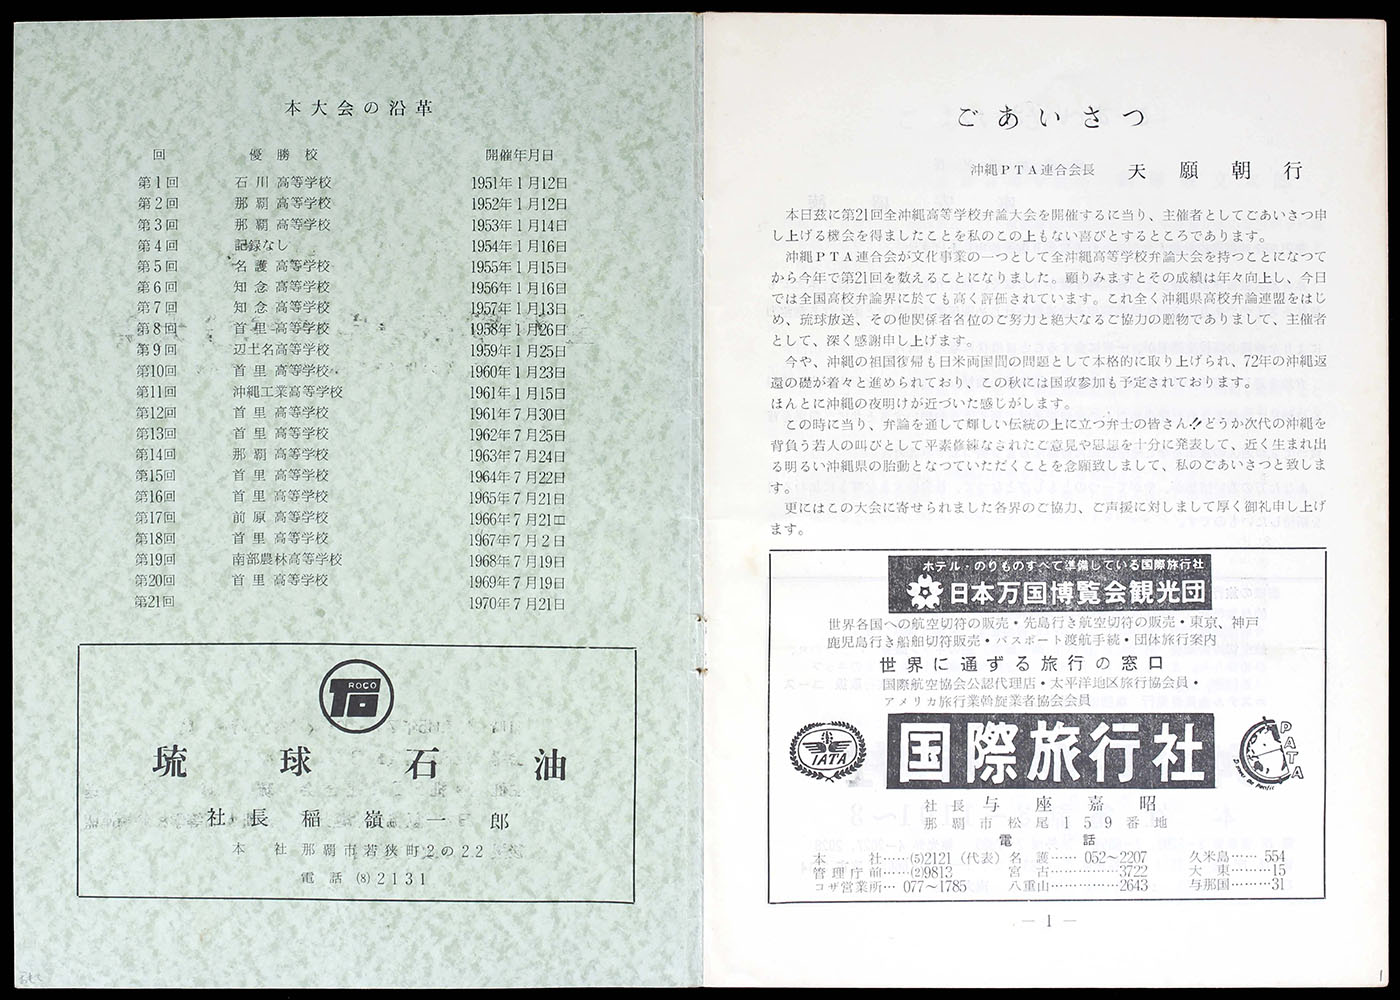 本大会の沿革
回 優勝校 開催年月日
第1回 石川高等学校 1951年1月12日
第2回 那覇高等学校 1952年1月12日
第3回 那覇高等学校 1953年1月14日
第4回 記録なし 1954年1月16日
第5回 名護高等学校 1955年1月15日
第6回 知念高等学校 1956年1月16日
第7回 知念高等学校 1957年1月13日
第8回 首里高等学校 1958年1月26日
第9回 辺土名高等学校 1959年1月25日
第10回 首里高等学校 1960年1月23日
第11回 沖縄工業高等学校 1961年1月15日
第12回 首里高等学校 1961年7月30日
第13回 首里高等学校 1962年7月25日
第14回 那覇高等学校 1963年7月24日
第15回 首里高等学校 1964年7月22日
第16回 首里高等学校 1965年7月21日
第17回 前原高等学校 1966年7月21日
第18回 首里高等学校 1967年7月2日
第19回 南部農林高等学校 1968年7月19日
第20回 首里高等学校 1969年7月19日
第21回 1970年7月21日
ROCO
琉球石油
社長 稲嶺一郎
本社 那覇市若狭町2の22
電話(8)2131
ごあいさつ
沖縄PTA連合会長 天願朝行
本日茲に第21回全沖縄高等学校弁論大会を開催するに当り、主催者としてごあいさつ申
し上げる機会を得ましたことを私のこの上もない喜びとするところであります。
沖縄PTA連合会が文化事業の一つとして全沖縄高等学校弁論大会を持つことになつて
から今年で第21回を数えることになりました。顧りみますとその成績は年々向上し、今日
では全国高校弁論界に於ても高く評価されています。これ全く沖縄県高校弁論連盟をはじ
め、琉球放送、その他関係者各位のご努力と絶大なるご協力の贈物でありまして、主催者
として、深く感謝申し上げます。
今や、沖縄の祖国復帰も日米両国間の問題として本格的に取り上げられ、72年の沖縄返
還の礎が着々と進められており、この秋には国政参加も予定されております。
ほんとに沖縄の夜明けが近づいた感じがします。
この時に当り、弁論を通して輝しい伝統の上に立つ弁士の皆さん!!どうか次代の沖縄を
背負う若人の叫びとして平素修練なされたご意見や思想を十分に発表して、近く生まれ出
る明るい沖縄県の胎動となつていただくことを念願致しまして、私のごあいさつと致しま
す。
更にはこの大会に寄せられました各界のご協力、ご声援に対しまして厚く御礼申し上げ
ます。
ホテル・のりものすべて準備している国際旅行社
日本万国博覧会観光団
世界各国への航空切符の販売・先島行き航空切符の販売・東京、神戸
鹿児島行き船舶切符販売・パスポート渡航手続・団体旅行案内
世界に通ずる旅行の窓口
国際航空協会公認代理店・太平洋地区旅行協会会員・
アメリカ旅行業斡旋業者協会会員
IATA
国際旅行社
PATA
社長 与座嘉昭
那覇市松尾159番地
電話
本社……(5)2121(代表) 名護…… 052〜2207 久米島…… 554
管理庁前……(2)9813 宮古……………3722 大東………15
コザ営業所… 077〜1785 八重山……………2643 与那国………31
— 1 —